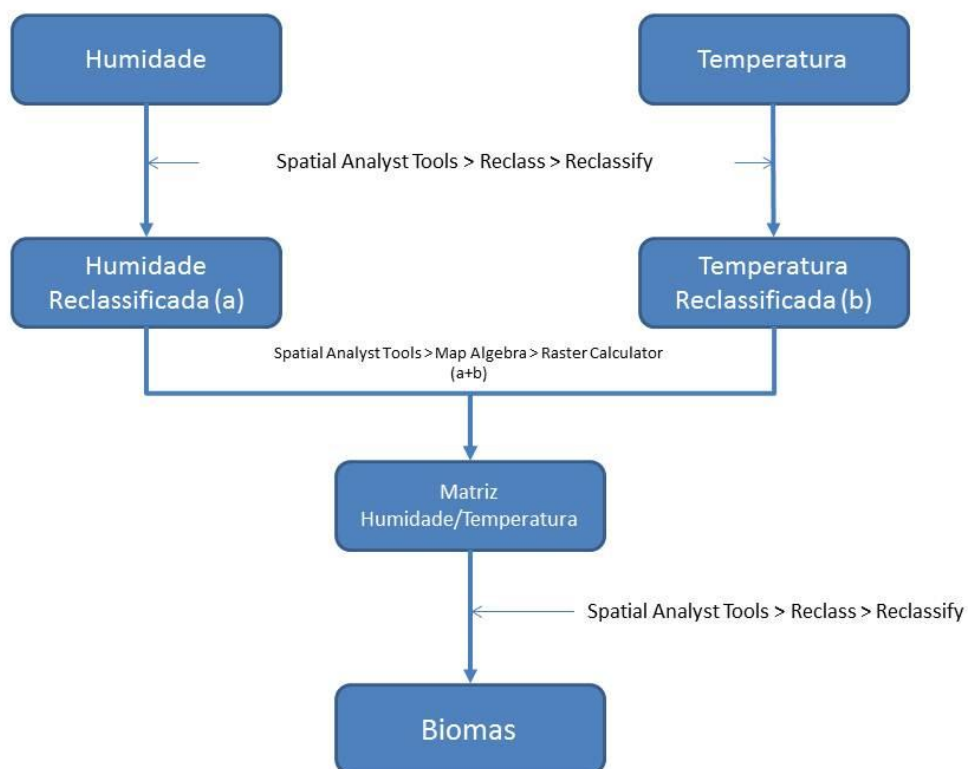 Humidade
Temperatura
Spatial Analyst Tools > Reclass > Reclassify
Humidade
Reclassificada (a)
Temperatura
Reclassificada (b)
Spatial Analyst Tools > Map Algebra > Raster Calculator
(a+b)
Matriz
Humidade/Temperatura
Spatial Analyst Tools > Reclass > Reclassify
Biomas